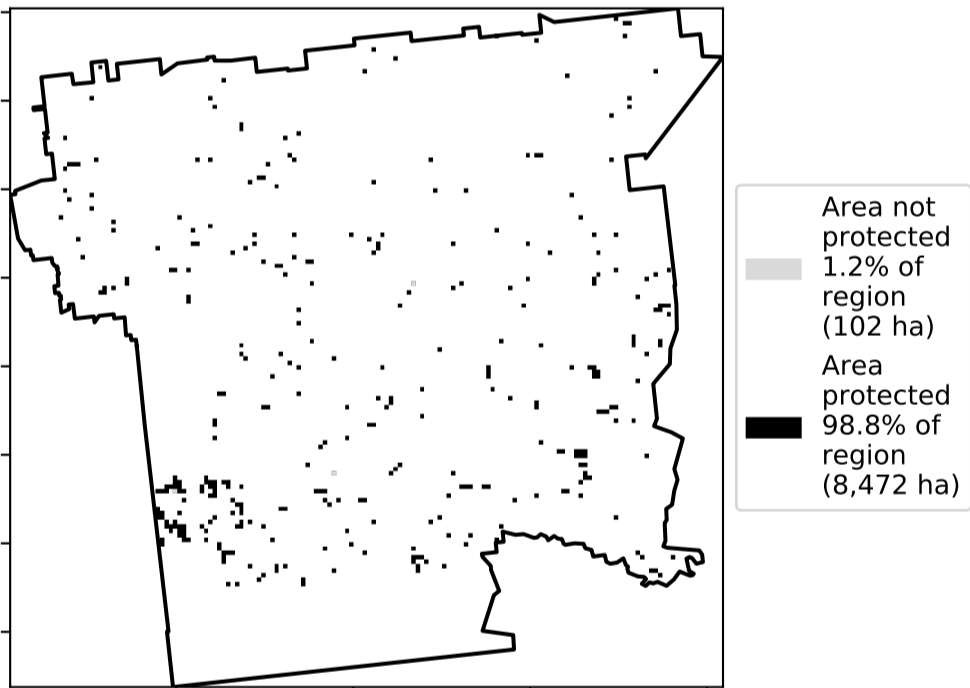 Area not
protected
1.2% of
region
(102 ha)
Area
protected
98.8% of
region
(8,472 ha)